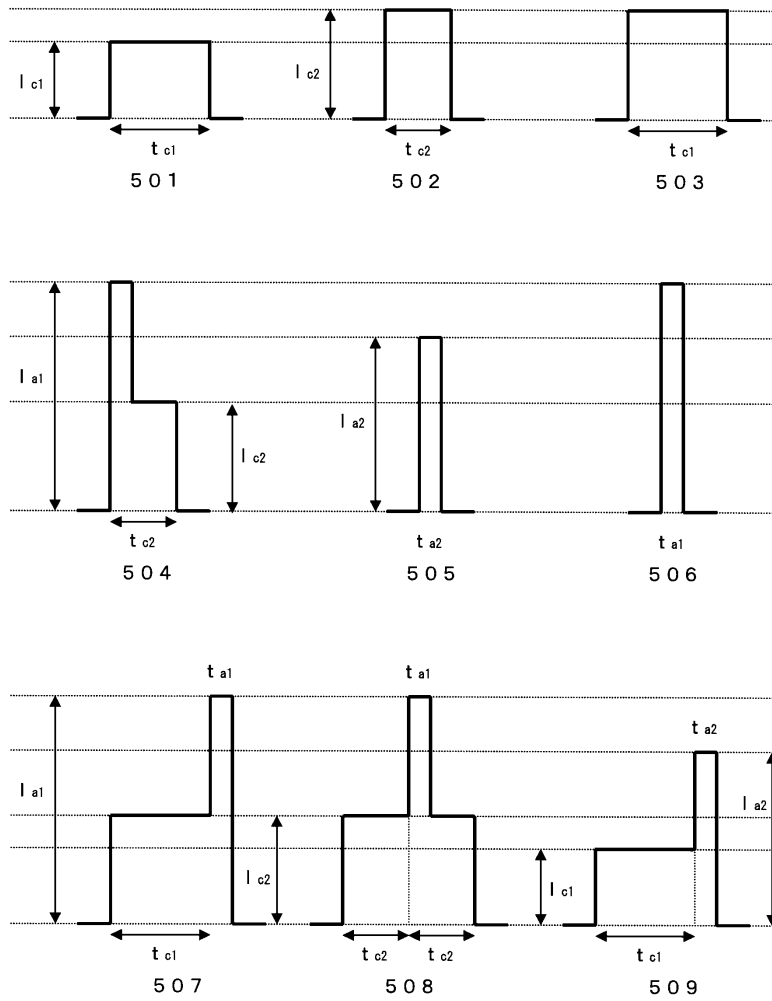 I c1
I c2
t c1
t c2
t c1
501
502
503
I a1
I c2
I a2
t c2
t a2
t a1
504
505
506
t a1
t a1
t a2
I a1
I c2
I c1
I a2
t c1
t c2
t c2
t c1
507
508
509